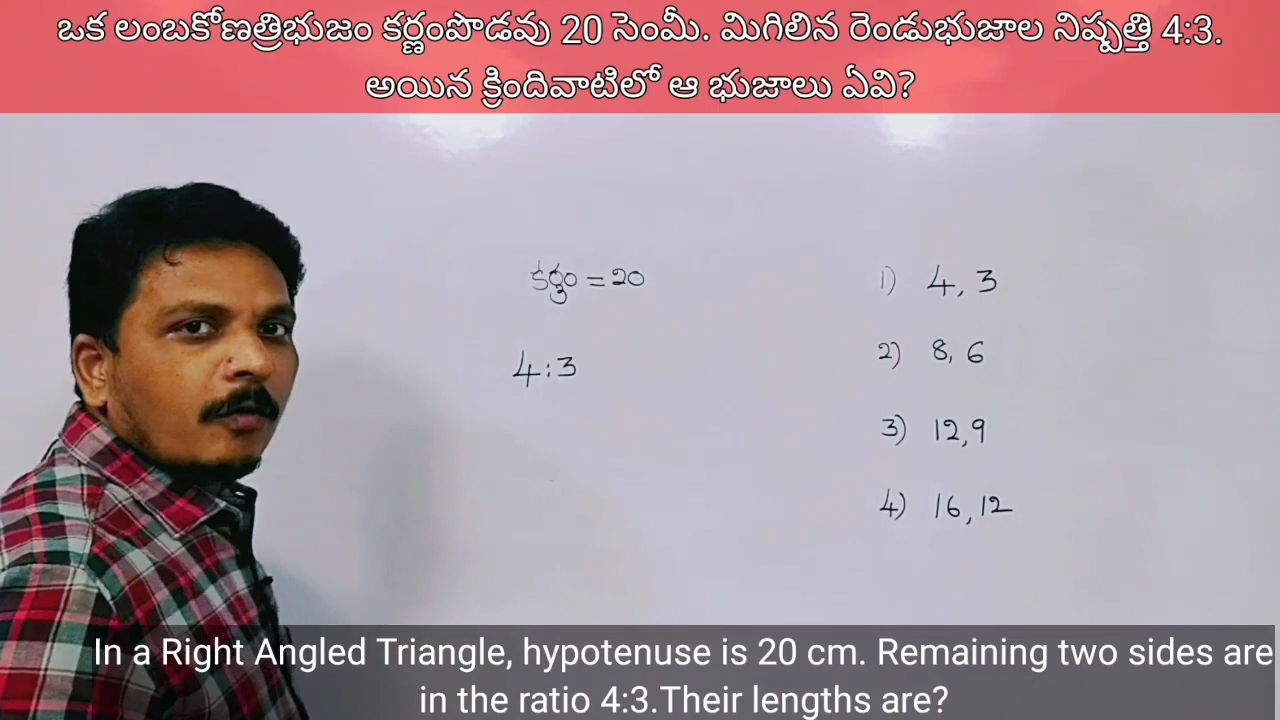 ఒక లంబకోణత్రిభుజం కర్ణంపొడవు 20 సెంమీ. మిగిలిన రెండుభుజాల నిష్పత్తి 4:3.
అయిన క్రిందివాటిలో ఆ భుజాలు ఏవి?
కర్ణం = 20
4:3
1) 4, 3
2) 8, 6
3) 12,9
4) 16, 12
In a Right Angled Triangle, hypotenuse is 20 cm. Remaining two sides are
in the ratio 4:3.Their lengths are?